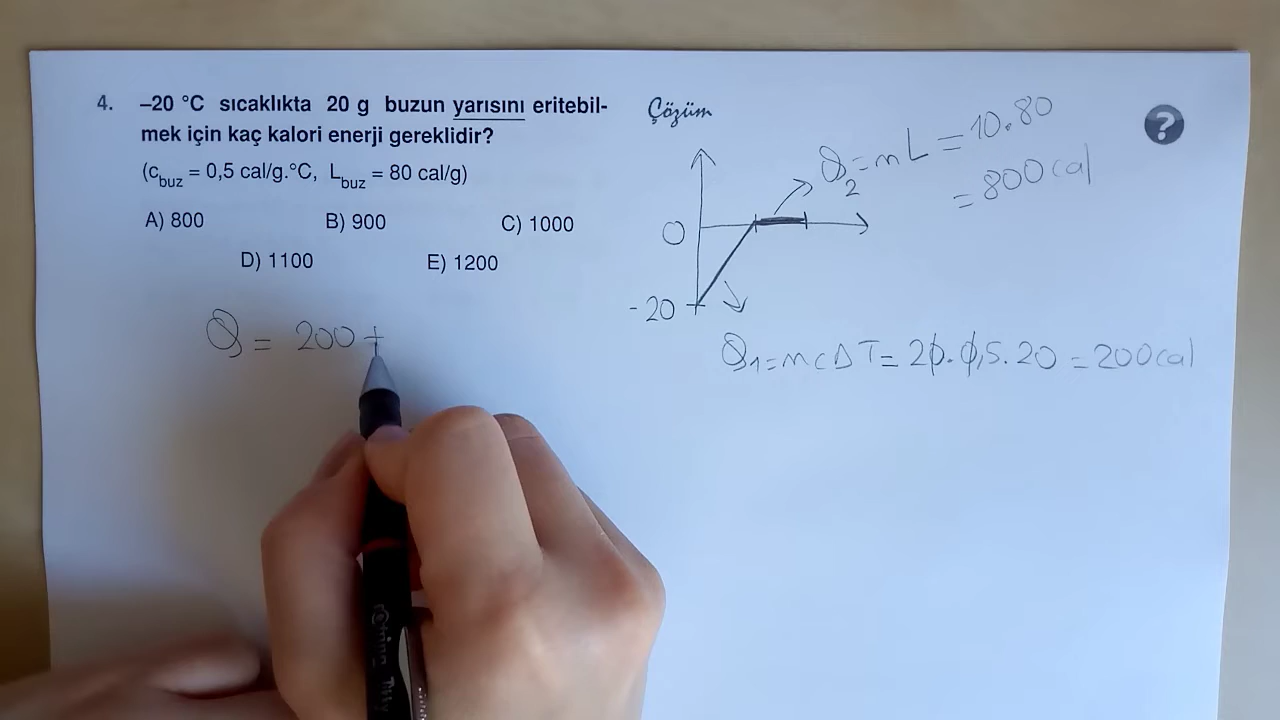 4. –20 °C sıcaklıkta 20 g buzun yarısını eritebil-
mek için kaç kalori enerji gereklidir?
(cbuz = 0,5 cal/g.°C, Lbuz = 80 cal/g)
A) 800 B) 900 C) 1000
D) 1100 E) 1200
Q = 200 +
Çözüm
?
Q2 = mL = 10.80
= 800 cal
0
-20
Q1 = mcΔT = 20.0,5.20 = 200 cal
rotring Tikky